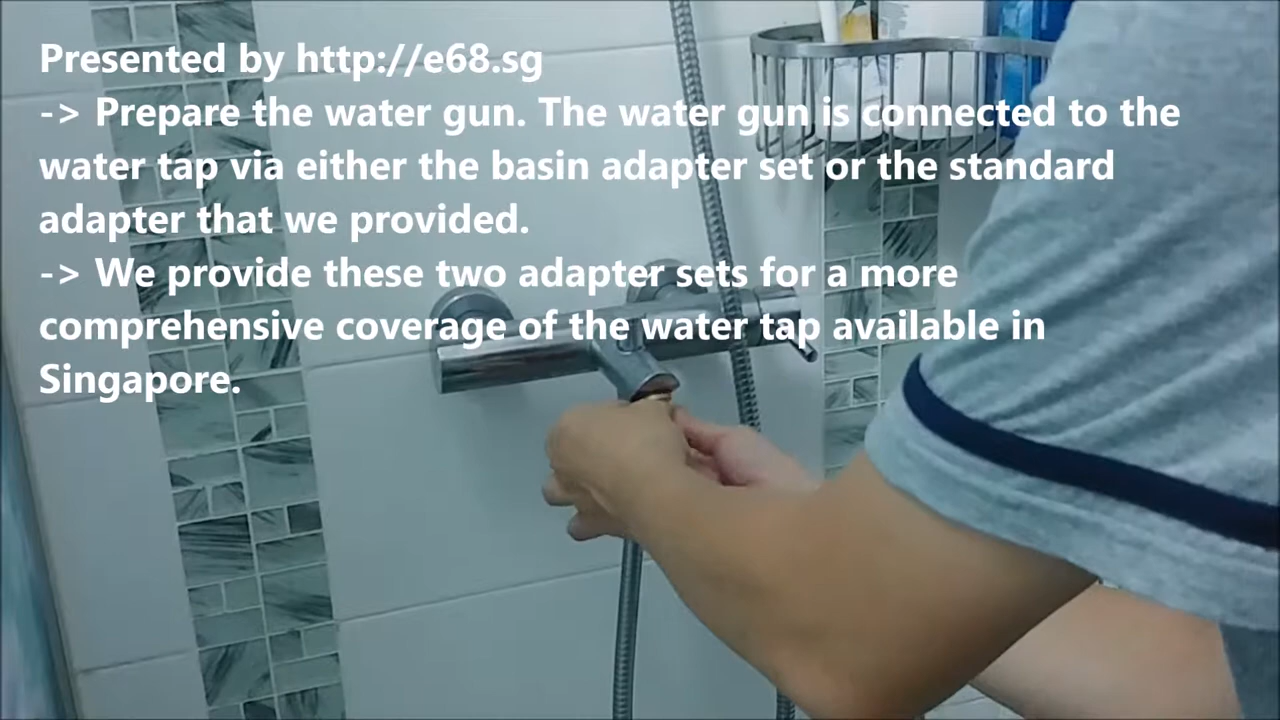 Presented by http://e68.sg
-> Prepare the water gun. The water gun is connected to the
water tap via either the basin adapter set or the standard
adapter that we provided.
-> We provide these two adapter sets for a more
comprehensive coverage of the water tap available in
Singapore.